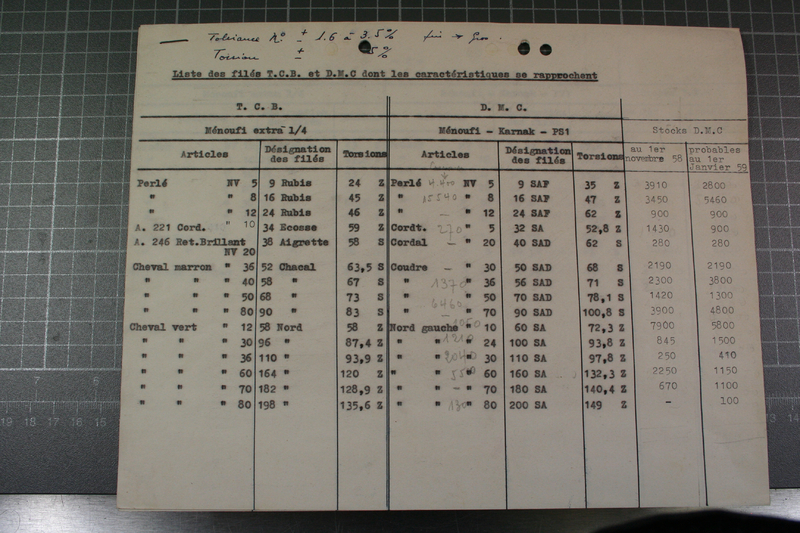 Tolérance No ± 1.6 à 3.5 %
Torsion ± 5 %
Liste des filés T.C.B. et D.M.C dont les caractéristiques se rapprochent
T. C. B. D. M. C.
Ménoufi extra 1/4 Ménoufi - Karnak - PS1 Stocks D.M.C
Articles Désignation des filés Torsions Articles Désignation des filés Torsions au 1er novembre 58 probables au 1er Janvier 59
Perlé NV 5 9 Rubis 24 Z Perlé NV 5 9 SAP 35 Z 3910 2800
" " 8 16 Rubis 45 Z " 15540 " 8 16 SAP 47 Z 3450 5460
" " 12 24 Rubis 46 Z " - " 12 24 SAP 62 Z 900 900
A. 221 Cord. " 10 34 Ecosse 59 Z Cordt. 270 " 5 32 SA 52,8 Z 1430 900
A. 246 Ret.Brillant NV 20 38 Aigrette 58 S Cordal - " 20 40 SAD 62 S 280 280
Cheval marron " 36 52 Chacal 63,5 S Coudre - " 30 50 SAD 68 S 2190 2190
" " " 40 58 " 67 S " 1370 " 36 56 SAD 71 S 2300 3800
" " " 50 68 " 73 S " - " 50 70 SAD 78,1 S 1420 1300
" " " 80 90 " 83 S " 6460 " 70 90 SAD 100,8 S 3900 4800
Cheval vert " 12 58 Nord 58 Z Nord gauche " 10 60 SA 72,3 Z 7900 5800
" " " 30 96 " 87,4 Z " " 24 100 SA 93,8 Z 845 1500
" " " 36 110 " 93,9 Z " " 30 110 SA 97,8 Z 250 410
" " " 60 164 " 120 Z " " 60 160 SA 132,3 Z 2250 1150
" " " 70 182 " 128,9 Z " - " 70 180 SA 140,4 Z 670 1100
" " " 80 198 " 135,6 Z " 130 " 80 200 SA 149 Z - 100